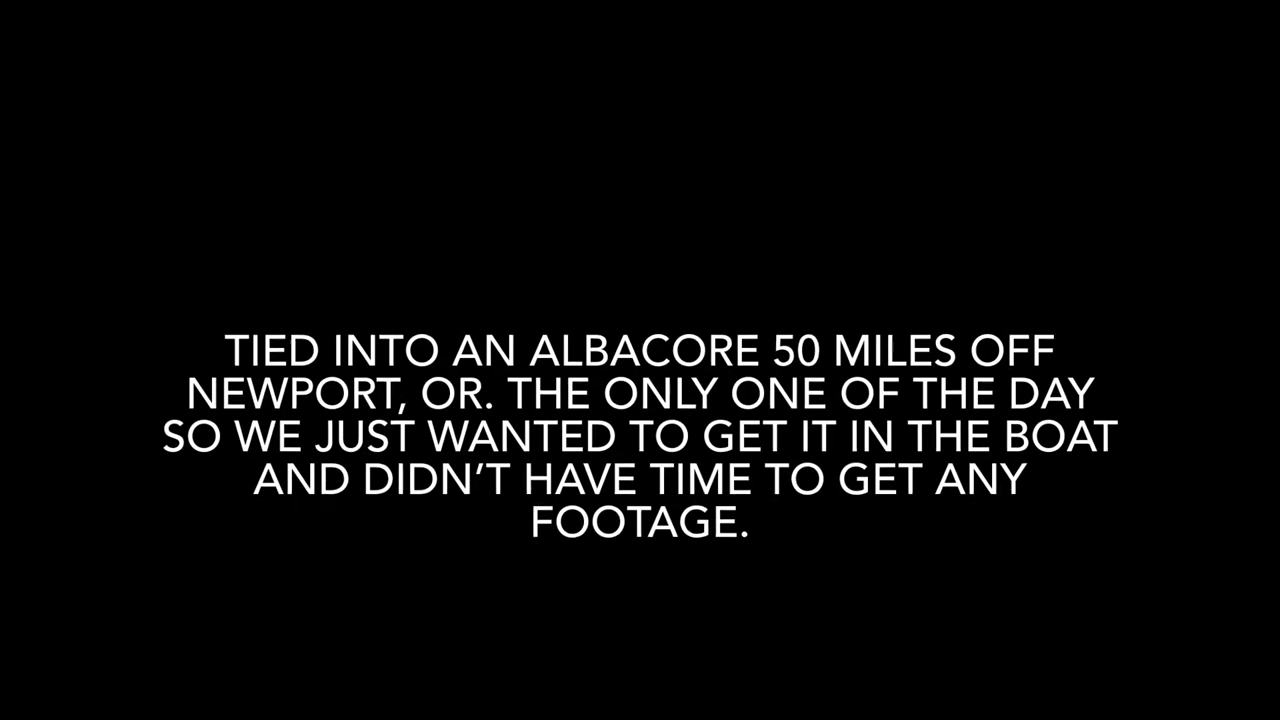 TIED INTO AN ALBACORE 50 MILES OFF
NEWPORT, OR. THE ONLY ONE OF THE DAY
SO WE JUST WANTED TO GET IT IN THE BOAT
AND DIDN’T HAVE TIME TO GET ANY
FOOTAGE.